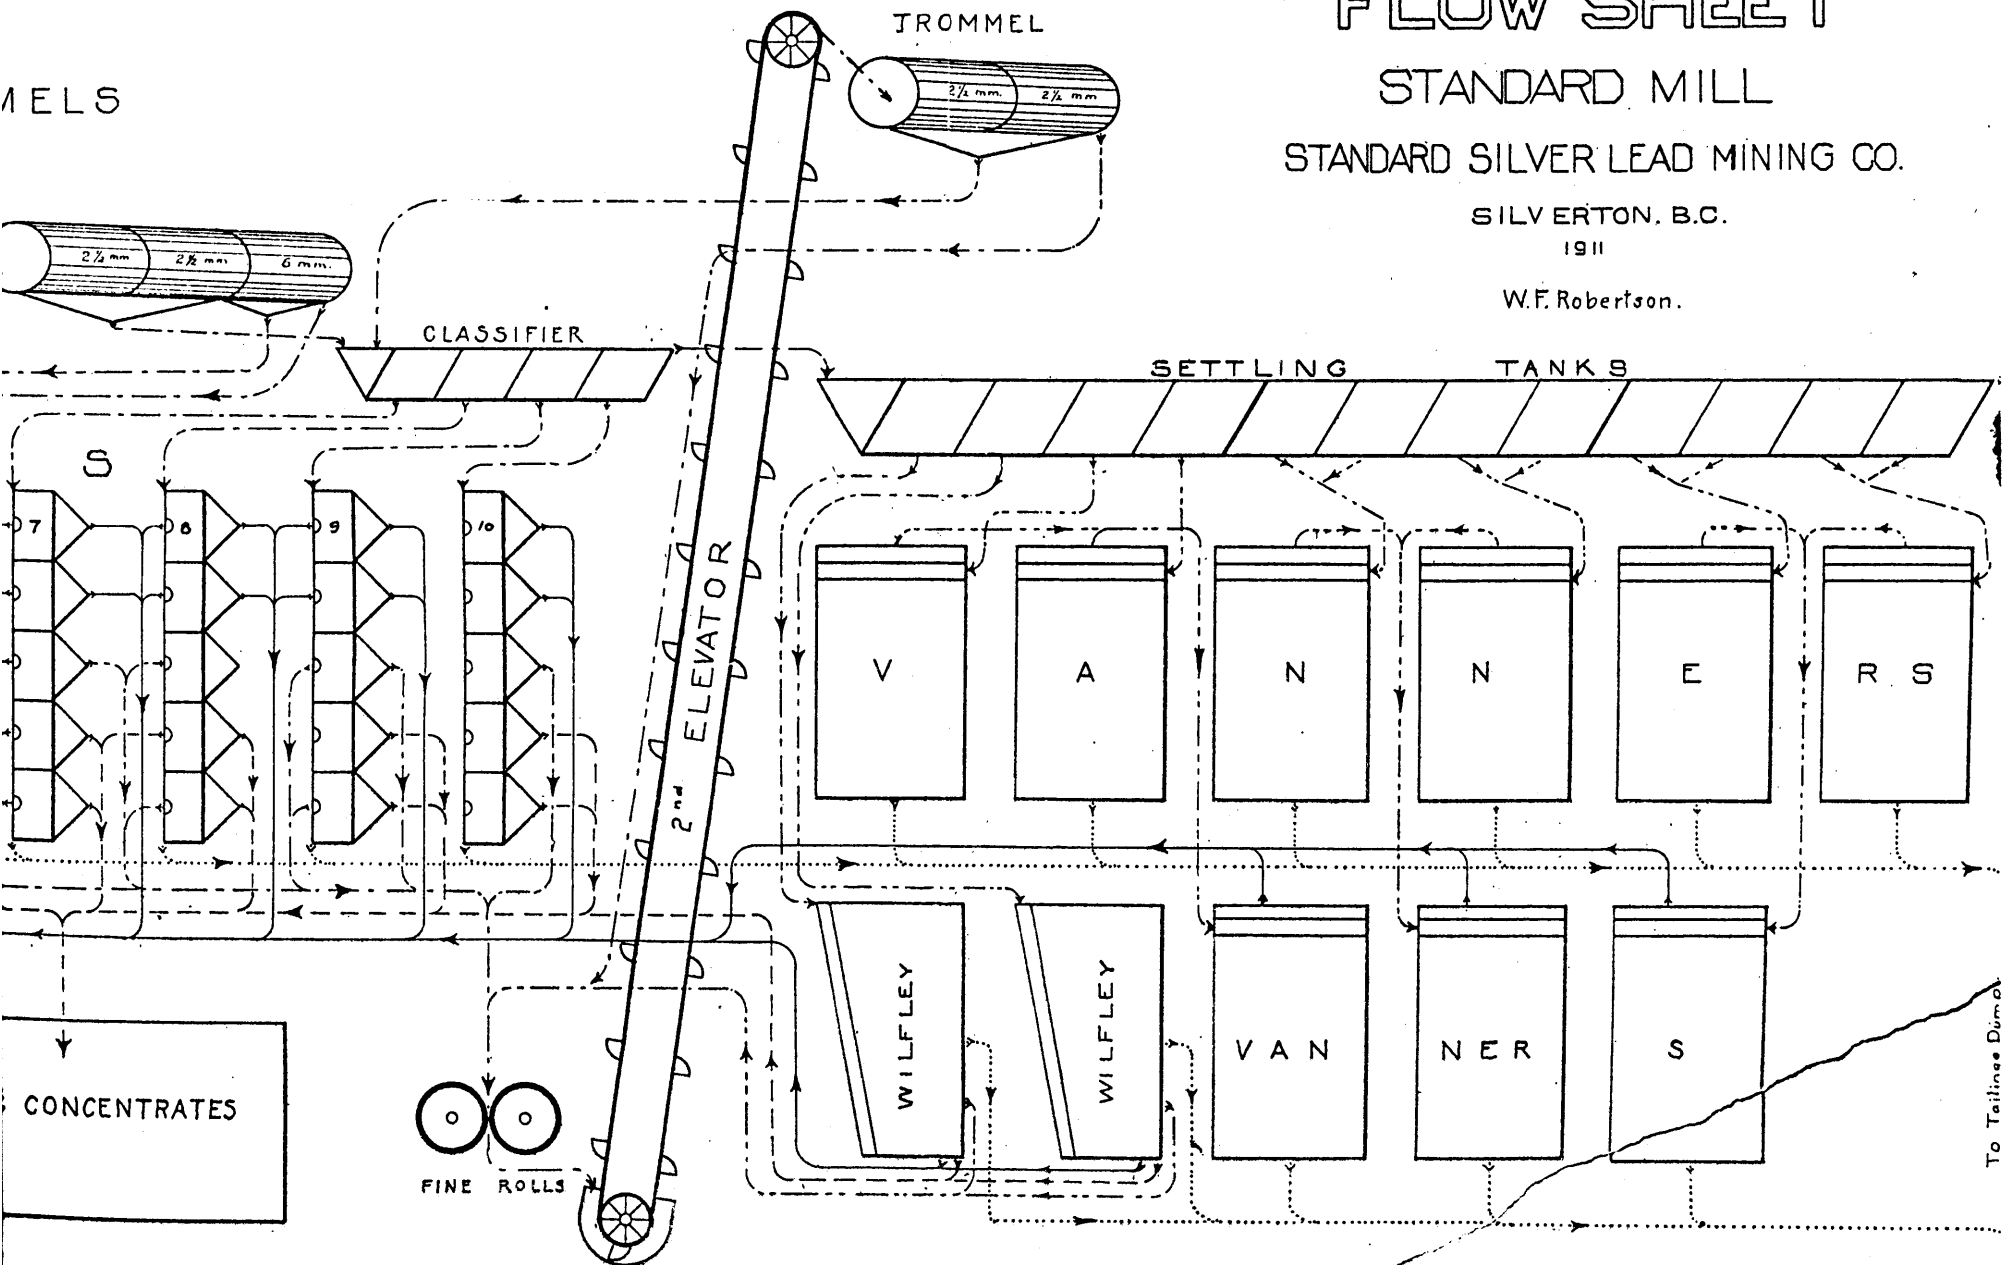 TROMMEL
FLOW SHEET
STANDARD MILL
STANDARD SILVER LEAD MINING CO.
SILVERTON, B.C.
1911
W.F. Robertson.
MELS
2½ mm.
2½ mm
2½ mm
2½ mm
6 mm.
CLASSIFIER
SETTLING TANKS
S
7
8
9
10
2nd ELEVATOR
V A N N E R S
WILFLEY
WILFLEY
VAN NER S
CONCENTRATES
FINE ROLLS
To Tailings Dump